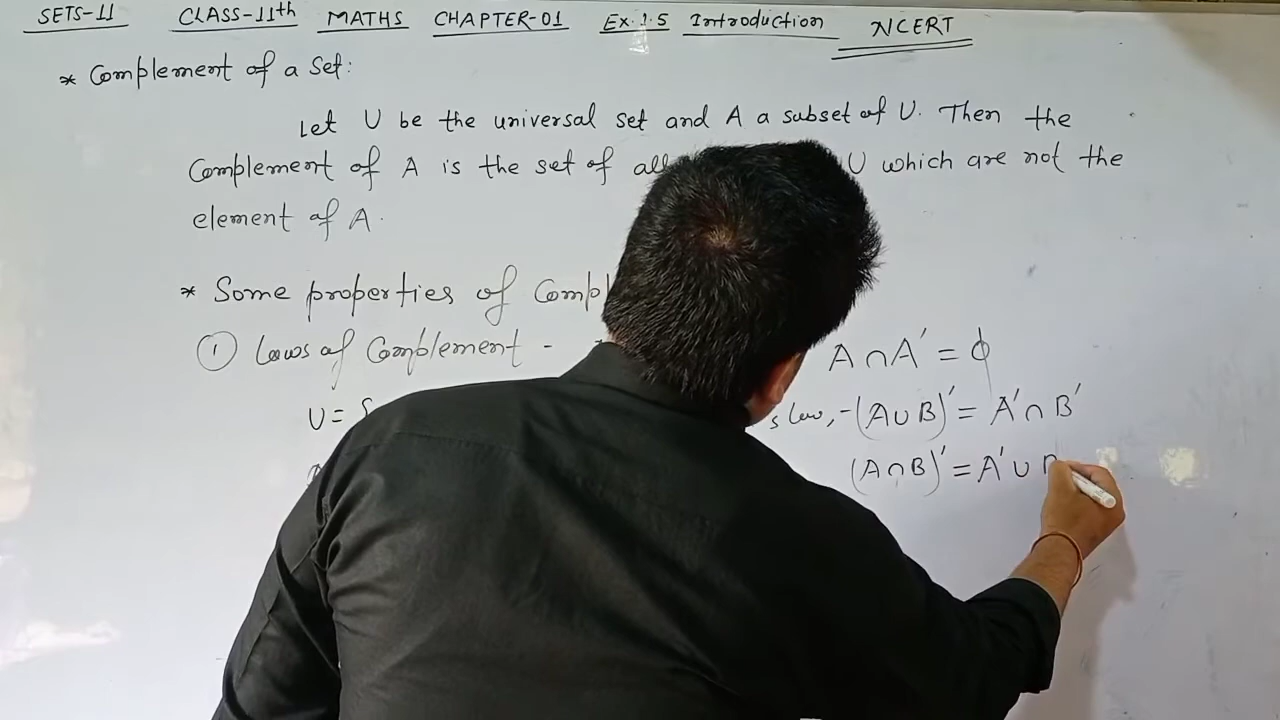 SETS-11 CLASS-11th MATHS CHAPTER-01 Ex.1.5 Introduction NCERT
* Complement of a Set:
Let U be the universal set and A a subset of U. Then the
Complement of A is the set of all U which are not the
element of A.
* Some properties of
① Laws of Complement - A ∩ A' = ϕ
U = law, - (A ∪ B)' = A' ∩ B'
(A ∩ B)' = A' ∪